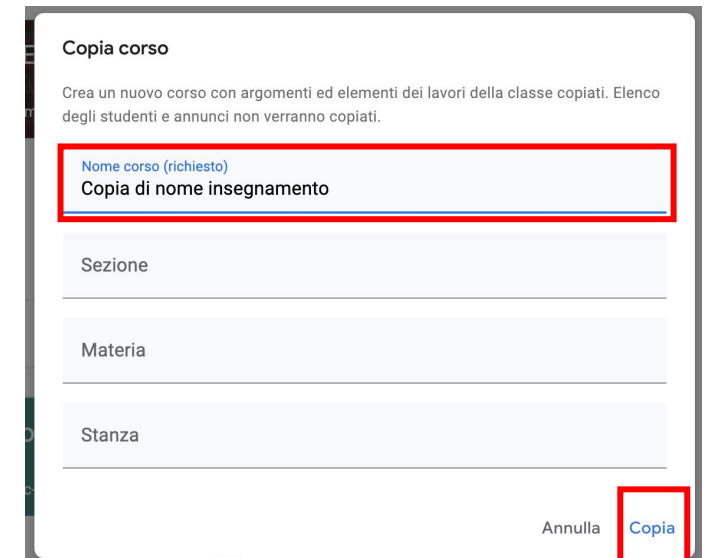 Copia corso
Crea un nuovo corso con argomenti ed elementi dei lavori della classe copiati. Elenco
degli studenti e annunci non verranno copiati.
Nome corso (richiesto)
Copia di nome insegnamento
Sezione
Materia
Stanza
Annulla Copia